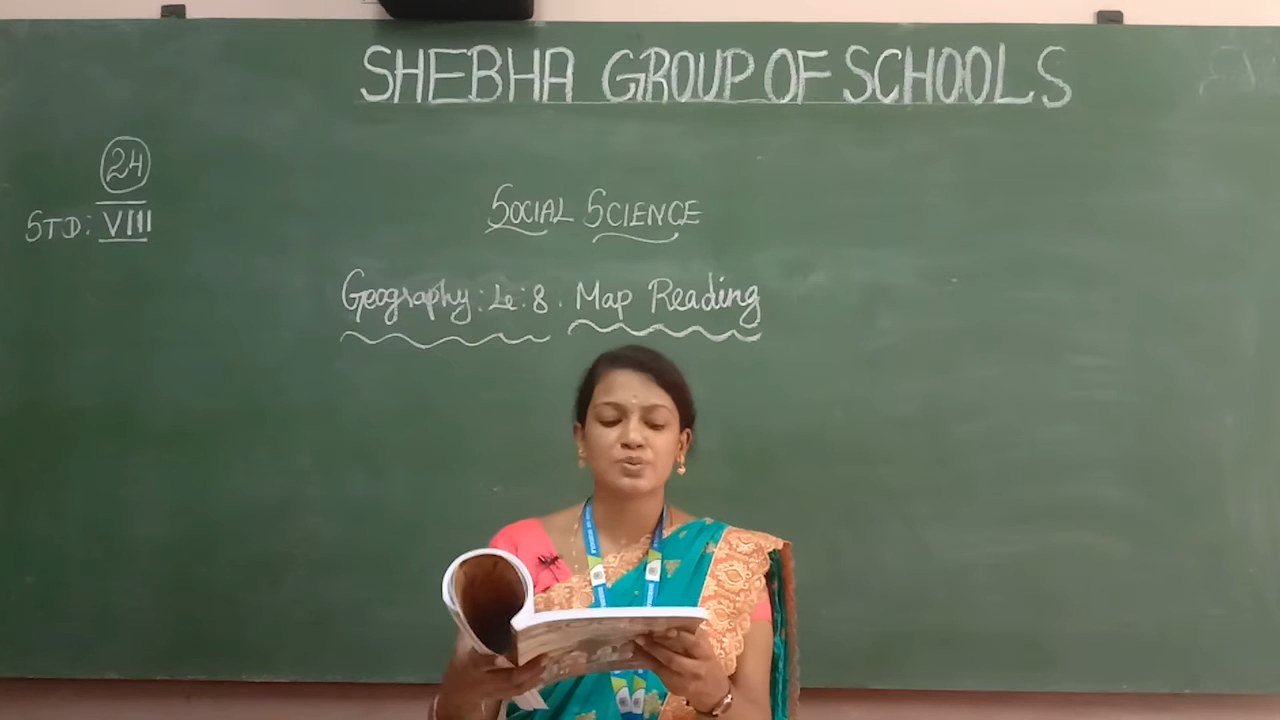 SHEBHA GROUP OF SCHOOLS
24
STD: VIII
SOCIAL SCIENCE
Geography: Le: 8. Map Reading